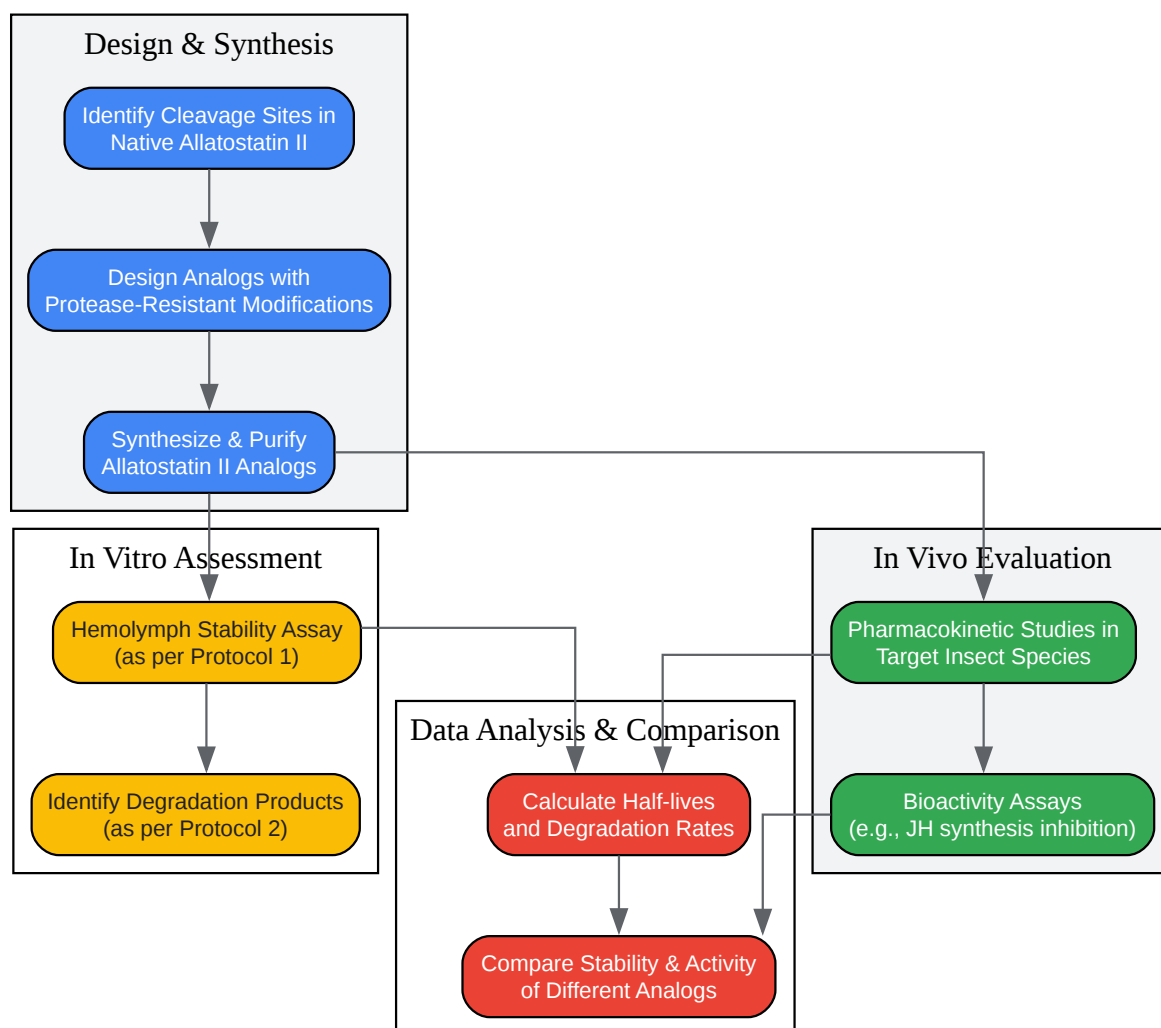 Design & Synthesis
Identify Cleavage Sites in
Native Allatostatin II
Design Analogs with
Protease-Resistant Modifications
Synthesize & Purify
Allatostatin II Analogs
In Vitro Assessment
Hemolymph Stability Assay
(as per Protocol 1)
Identify Degradation Products
(as per Protocol 2)
In Vivo Evaluation
Pharmacokinetic Studies in
Target Insect Species
Bioactivity Assays
(e.g., JH synthesis inhibition)
Data Analysis & Comparison
Calculate Half-lives
and Degradation Rates
Compare Stability & Activity
of Different Analogs